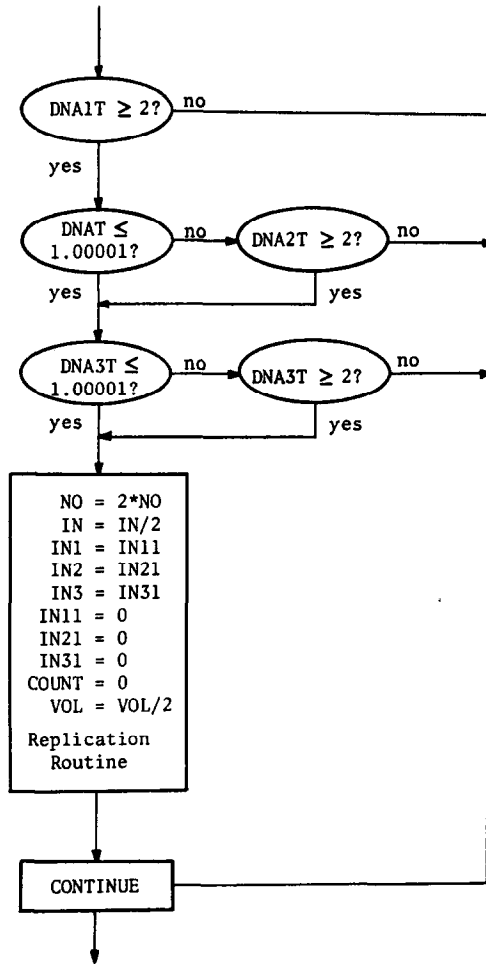 DNA1T ≥ 2?
no
yes
DNAT ≤
1.00001?
no
DNA2T ≥ 2?
no
yes
yes
DNA3T ≤
1.00001?
no
DNA3T ≥ 2?
no
yes
yes
NO = 2*NO
IN = IN/2
IN1 = IN11
IN2 = IN21
IN3 = IN31
IN11 = 0
IN21 = 0
IN31 = 0
COUNT = 0
VOL = VOL/2
Replication
Routine
CONTINUE